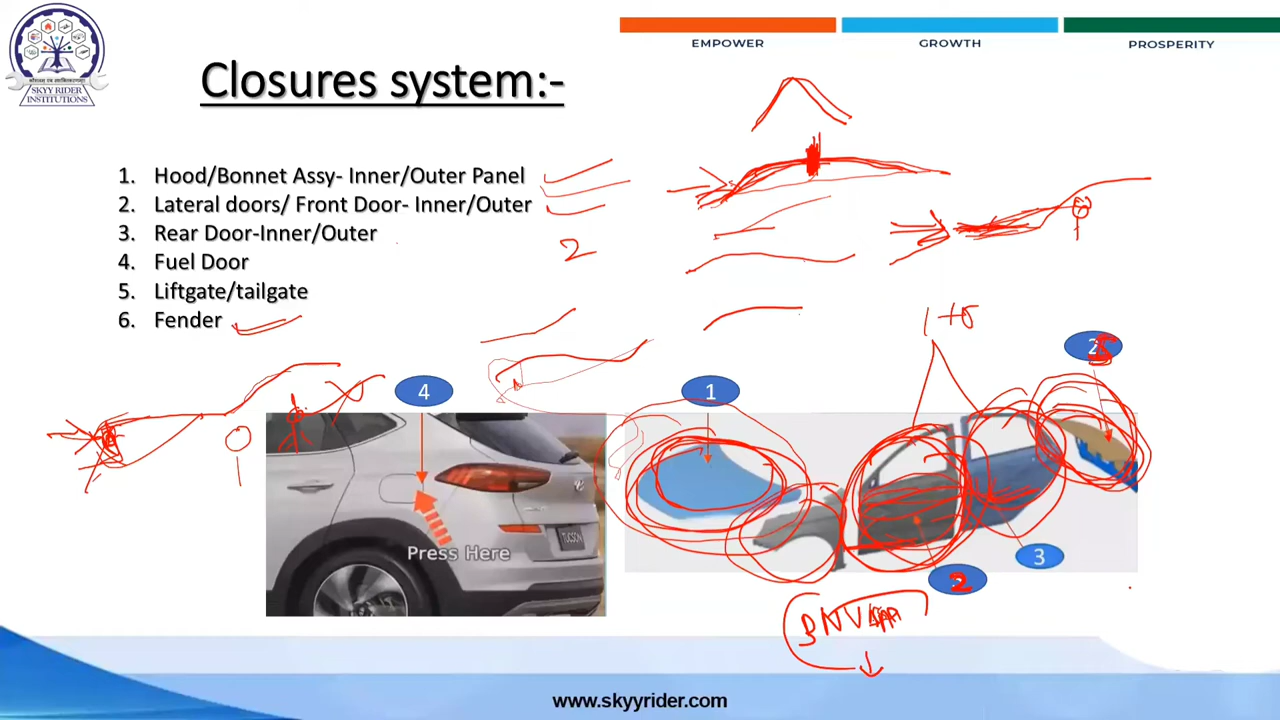 EMPOWER
GROWTH
PROSPERITY
SKYY RIDER
INSTITUTIONS
Closures system:-
1. Hood/Bonnet Assy- Inner/Outer Panel
2. Lateral doors/ Front Door- Inner/Outer
3. Rear Door-Inner/Outer
4. Fuel Door
5. Liftgate/tailgate
6. Fender
2
4
1
2
3
2
Press Here
TUCSON
www.skyyrider.com